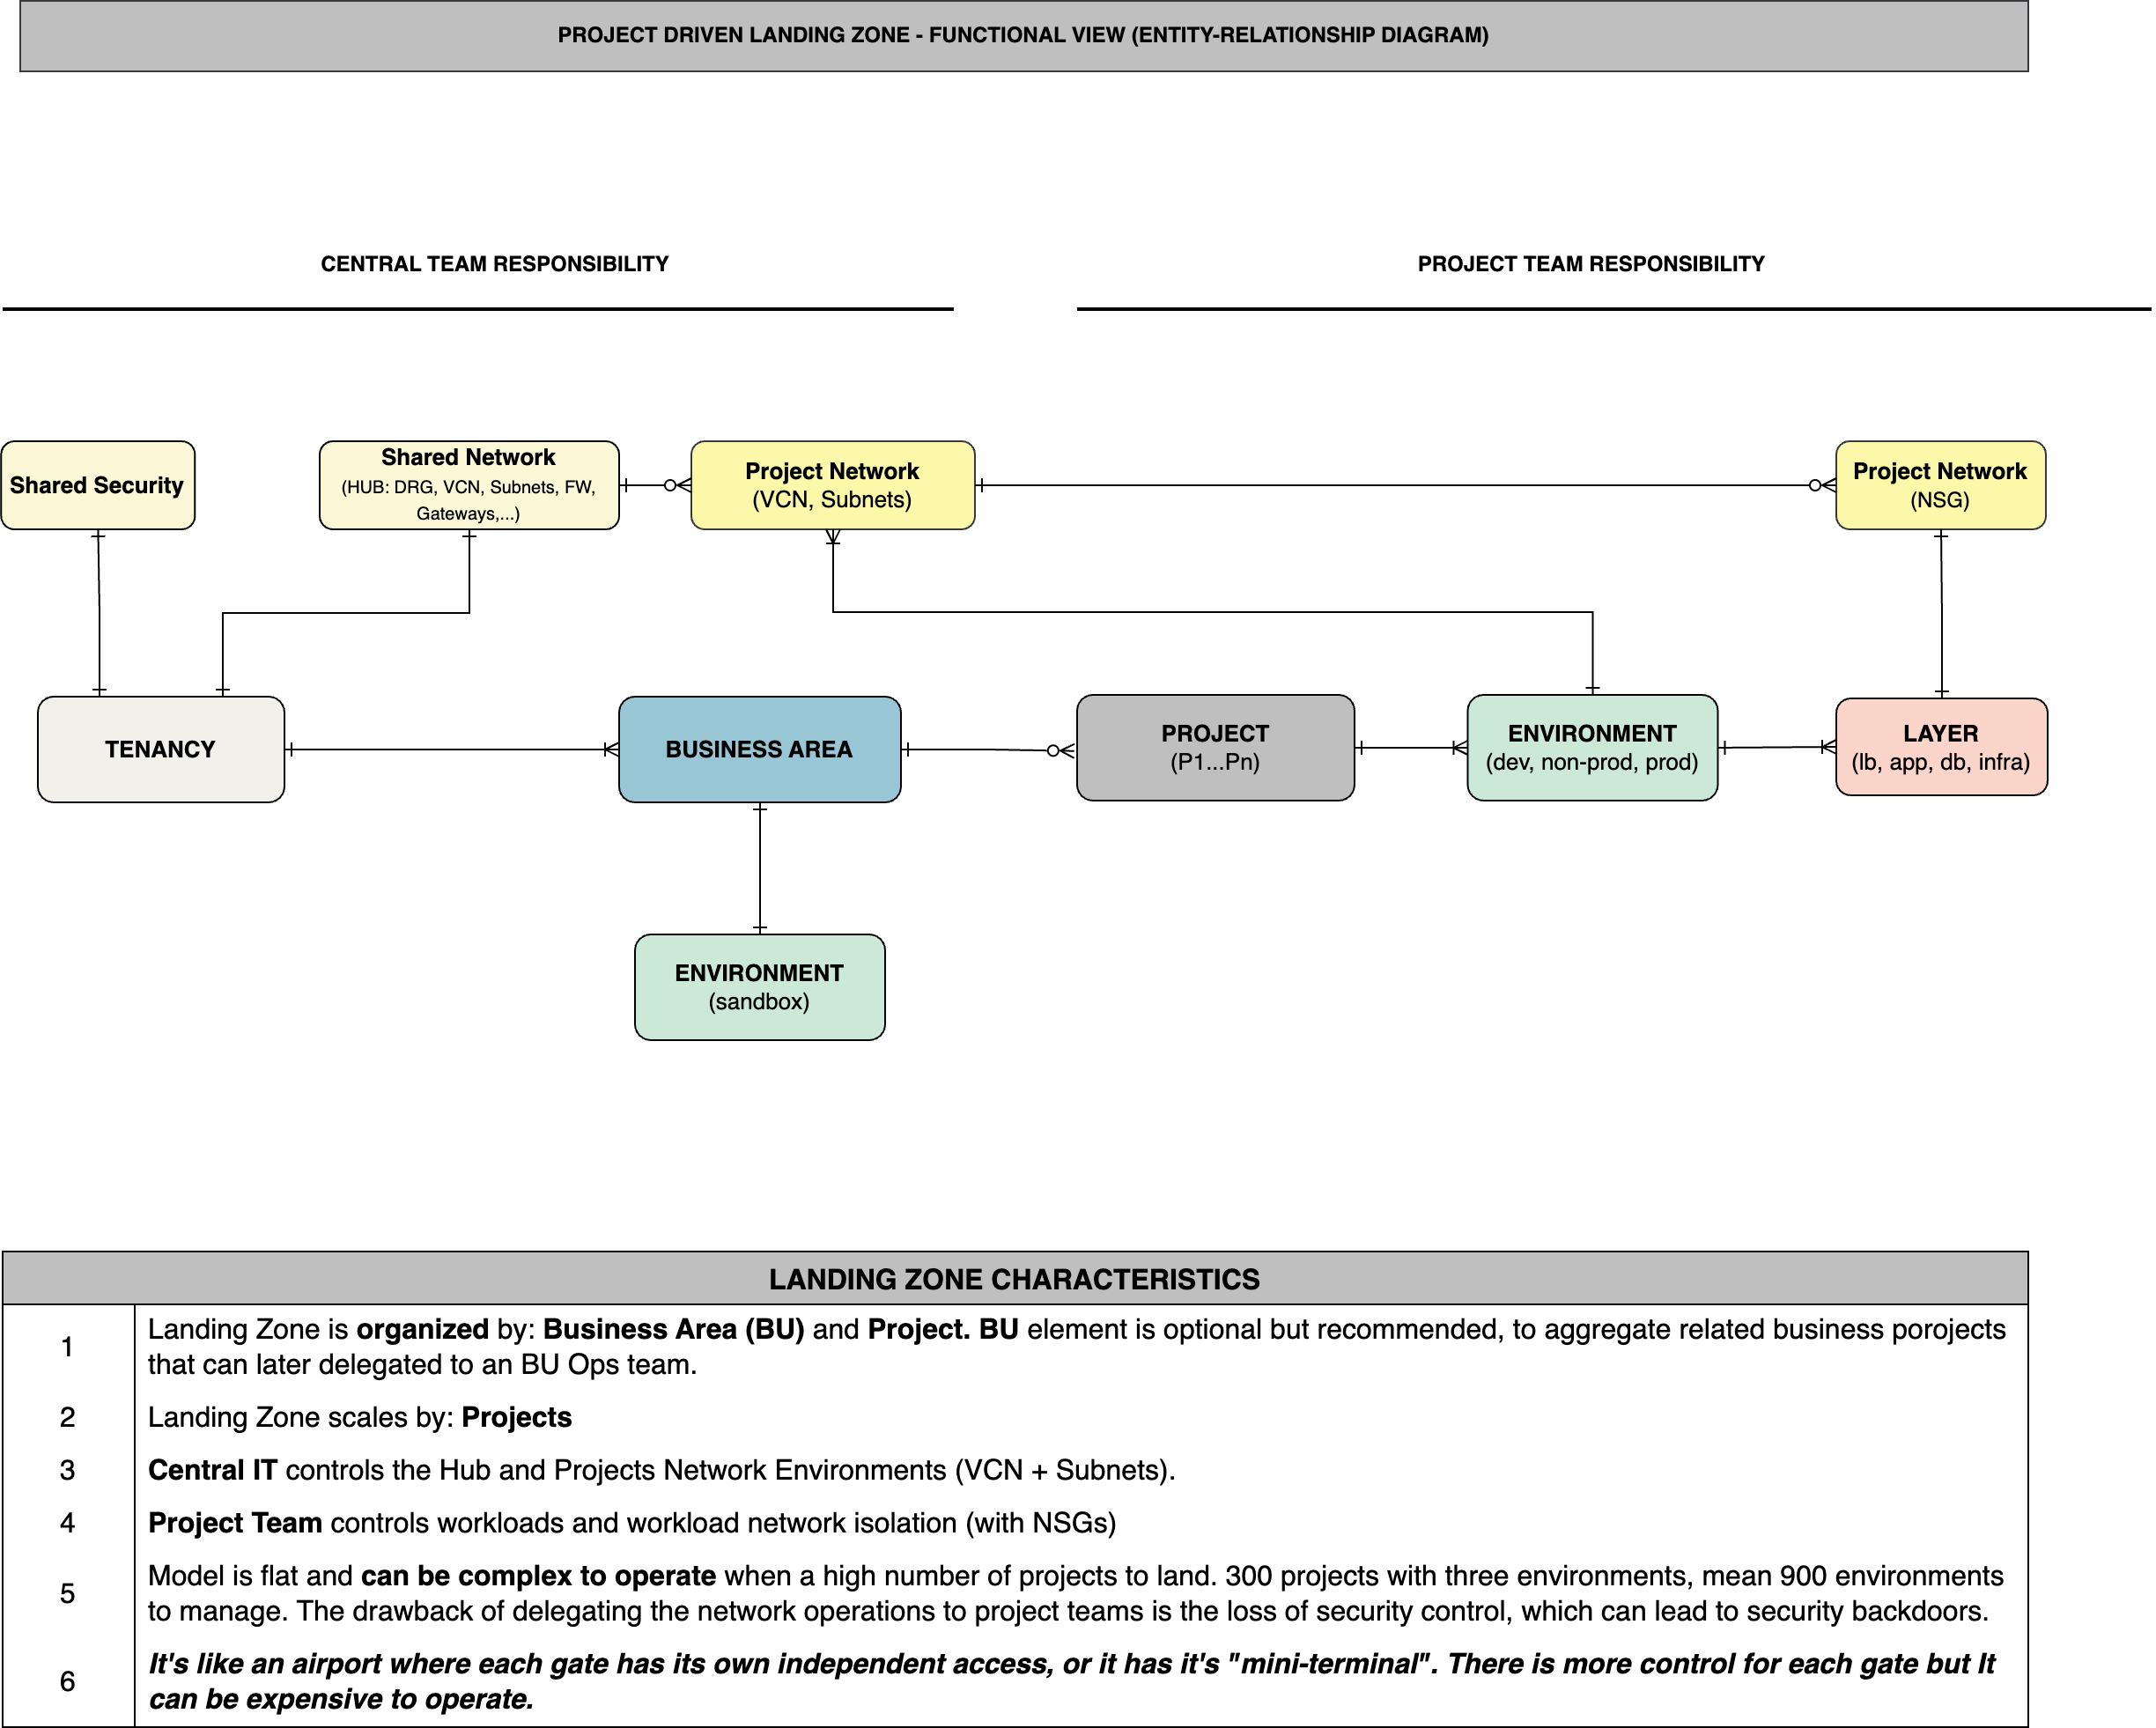 PROJECT DRIVEN LANDING ZONE - FUNCTIONAL VIEW (ENTITY-RELATIONSHIP DIAGRAM)
CENTRAL TEAM RESPONSIBILITY
PROJECT TEAM RESPONSIBILITY
Shared Security
Shared Network
(HUB: DRG, VCN, Subnets, FW,
Gateways,...)
Project Network
(VCN, Subnets)
Project Network
(NSG)
TENANCY
BUSINESS AREA
PROJECT
(P1...Pn)
ENVIRONMENT
(dev, non-prod, prod)
LAYER
(lb, app, db, infra)
ENVIRONMENT
(sandbox)
LANDING ZONE CHARACTERISTICS
1
Landing Zone is organized by: Business Area (BU) and Project. BU element is optional but recommended, to aggregate related business porojects
that can later delegated to an BU Ops team.
2
Landing Zone scales by: Projects
3
Central IT controls the Hub and Projects Network Environments (VCN + Subnets).
4
Project Team controls workloads and workload network isolation (with NSGs)
5
Model is flat and can be complex to operate when a high number of projects to land. 300 projects with three environments, mean 900 environments
to manage. The drawback of delegating the network operations to project teams is the loss of security control, which can lead to security backdoors.
6
It's like an airport where each gate has its own independent access, or it has it's "mini-terminal". There is more control for each gate but It
can be expensive to operate.